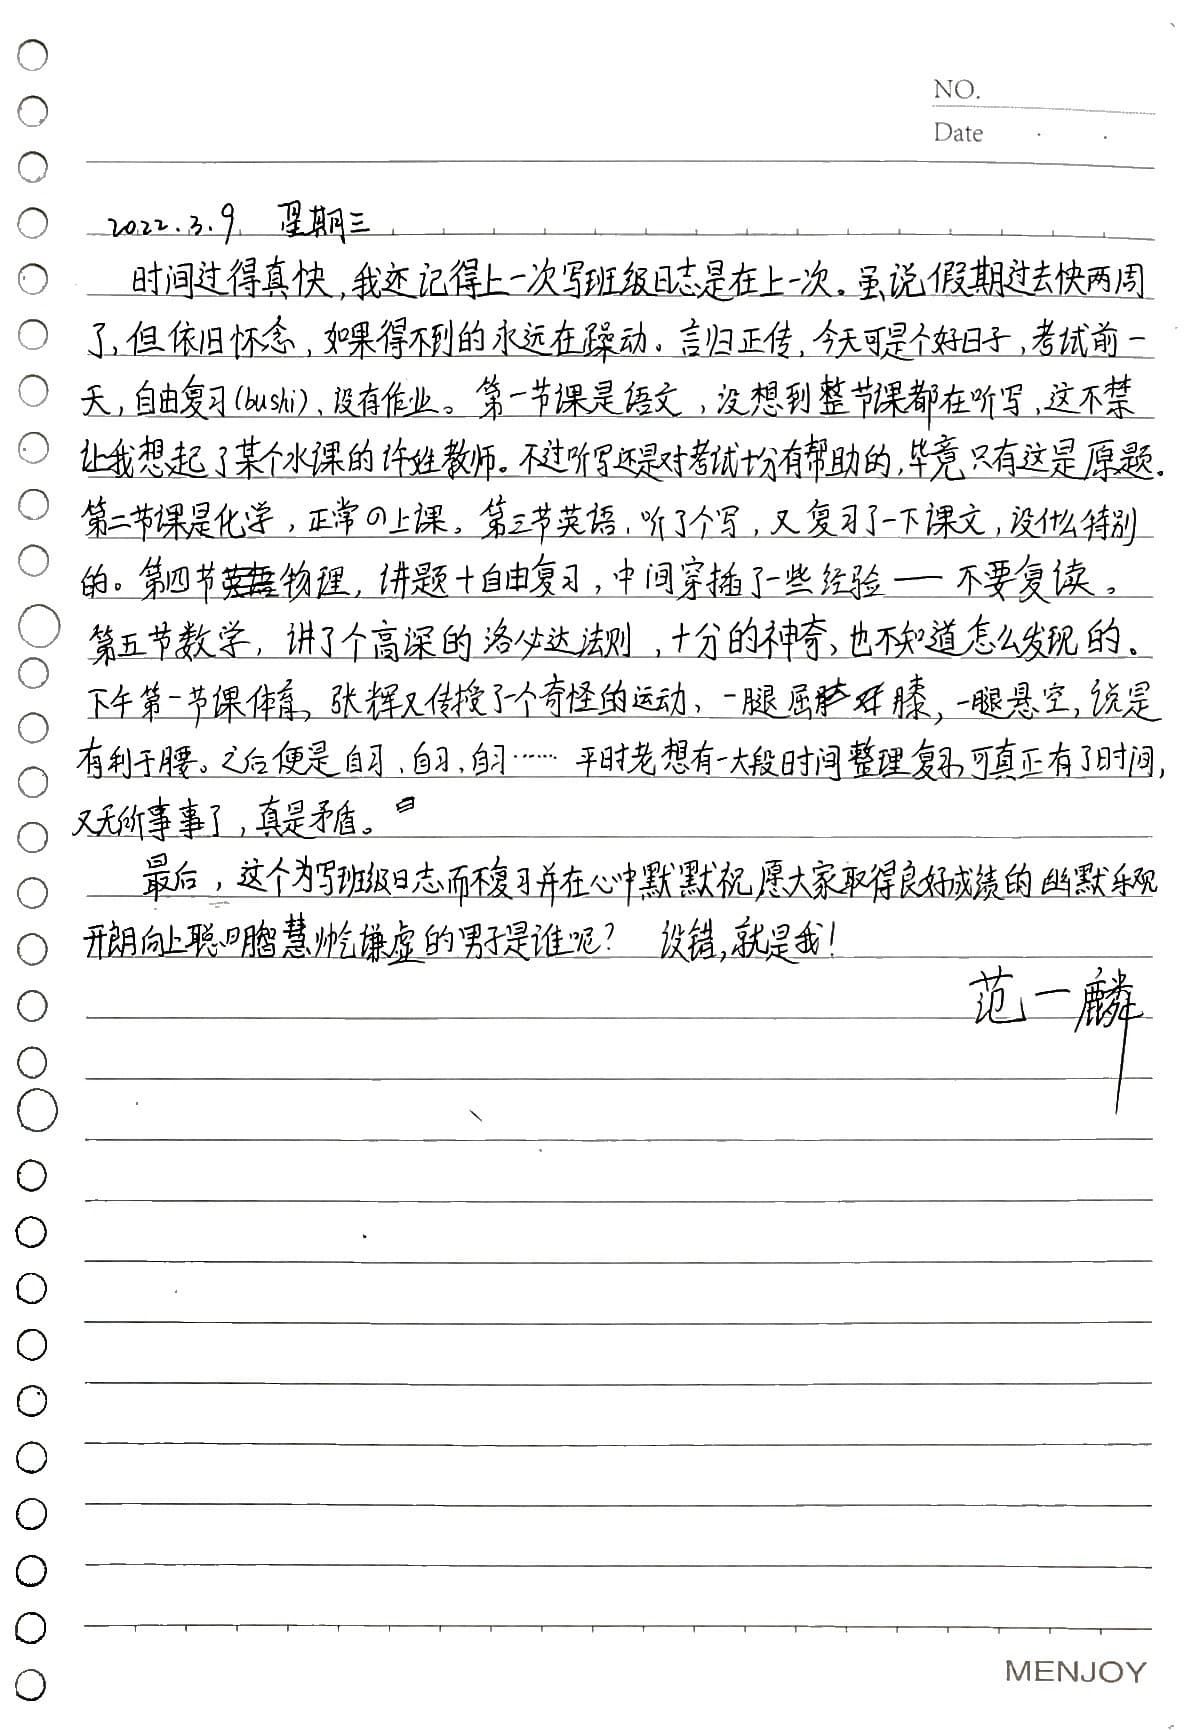 NO.
Date
2022.3.9 星期三
时间过得真快,我还记得上一次写班级日志是在上一次。虽说假期过去快两周
了,但依旧怀念,如果得不到的永远在躁动。言归正传,今天可是个好日子,考试前一
天,自由复习(bushi)、没有作业。第一节课是语文,没想到整节课都在听写,这不禁
让我想起了某个水课的许姓教师。不过听写还是对考试十分有帮助的,毕竟只有这是原题。
第二节课是化学,正常の上课。第三节英语,听了个写,又复习了一下课文,没什么特别
的。第四节物理,讲题+自由复习,中间穿插了一些经验——不要复读。
第五节数学,讲了个高深的洛必达法则,十分的神奇,也不知道怎么发现的。
下午第一节课体育,张辉又传授了一个奇怪的运动、一腿屈膝,一腿悬空,说是
有利于腰。之后便是自习、自习、自习……平时老想有一大段时间整理复习,可真正有了时间,
又无所事事了,真是矛盾。
最后,这个为写班级日志而不复习并在心中默默祝愿大家取得良好成绩的幽默乐观
开朗向上聪明智慧帅气谦虚的男子是谁呢? 没错,就是我!
范一麟
MENJOY